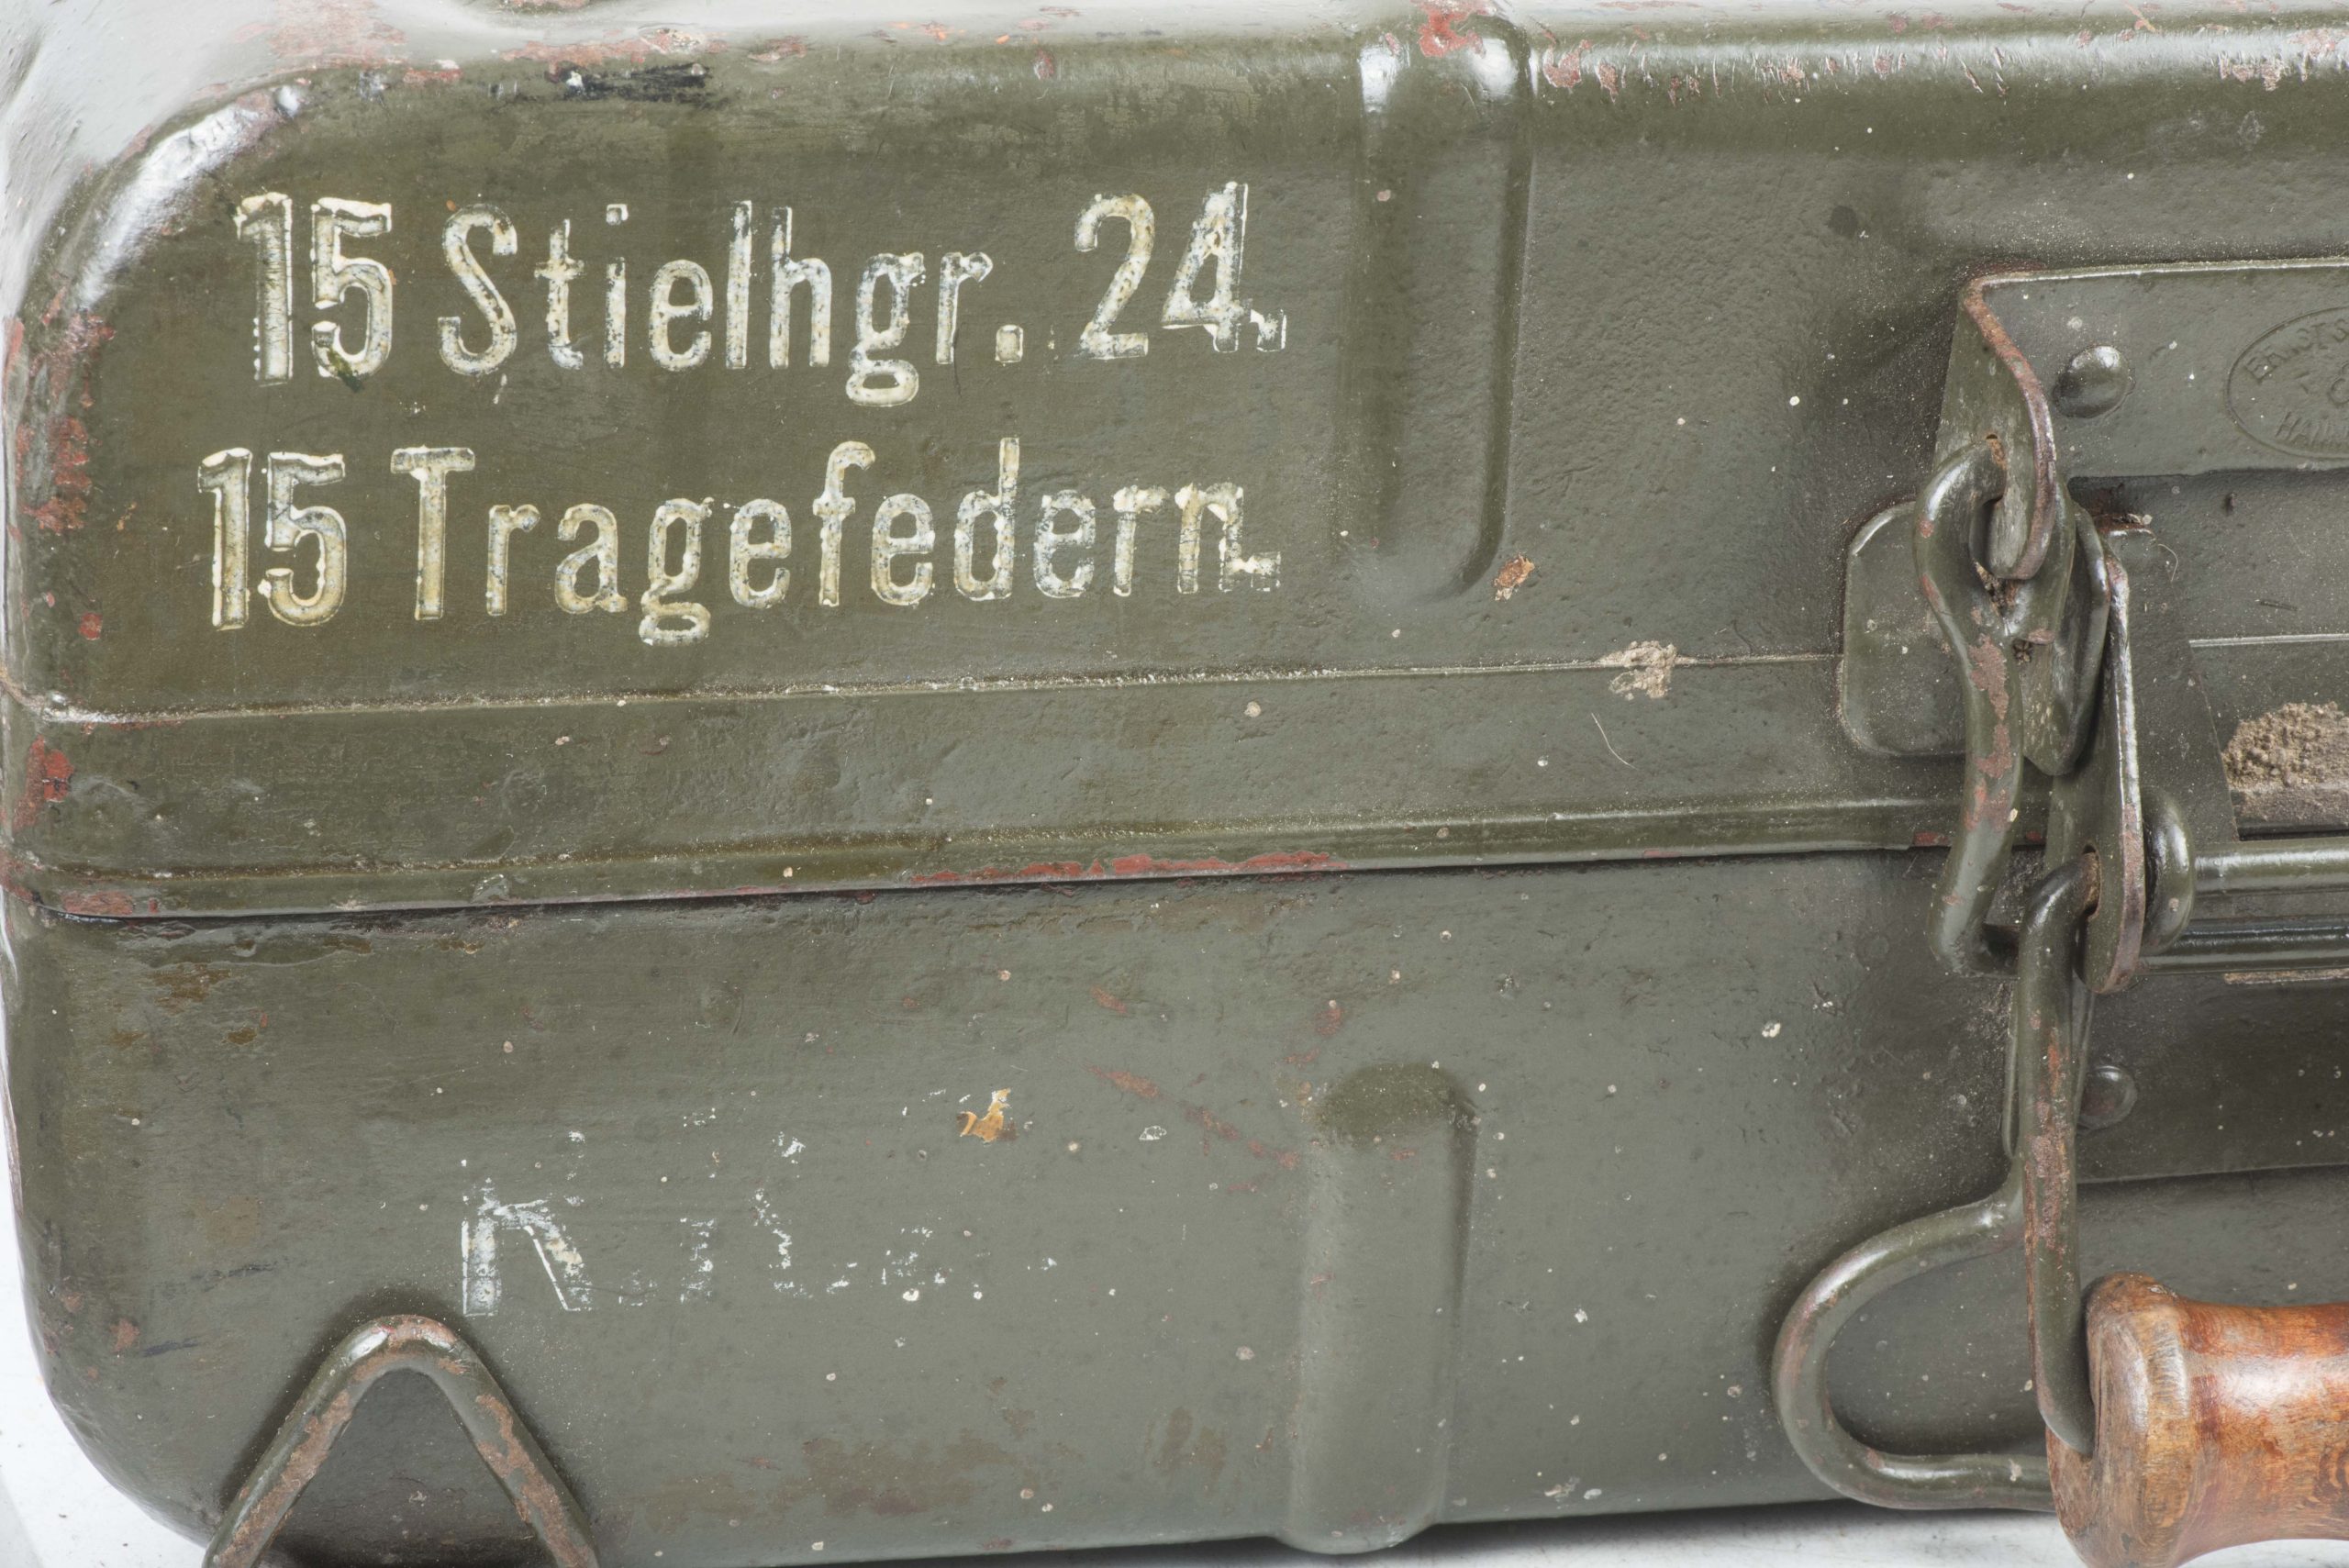 15 Stielhgr. 24.
15 Tragefedern.